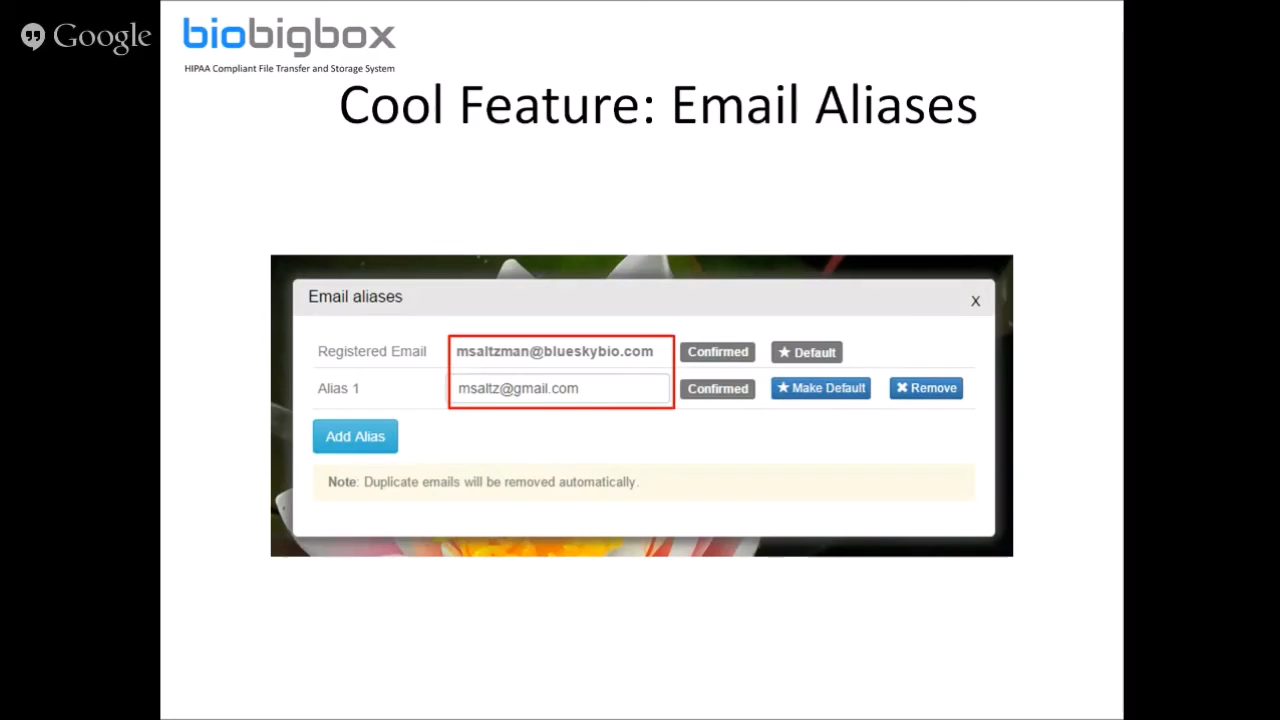 Google
biobigbox
HIPAA Compliant File Transfer and Storage System
Cool Feature: Email Aliases
Email aliases X
Registered Email msaltzman@blueskybio.com Confirmed ★ Default
Alias 1 msaltz@gmail.com Confirmed ★ Make Default ✖ Remove
Add Alias
Note: Duplicate emails will be removed automatically.